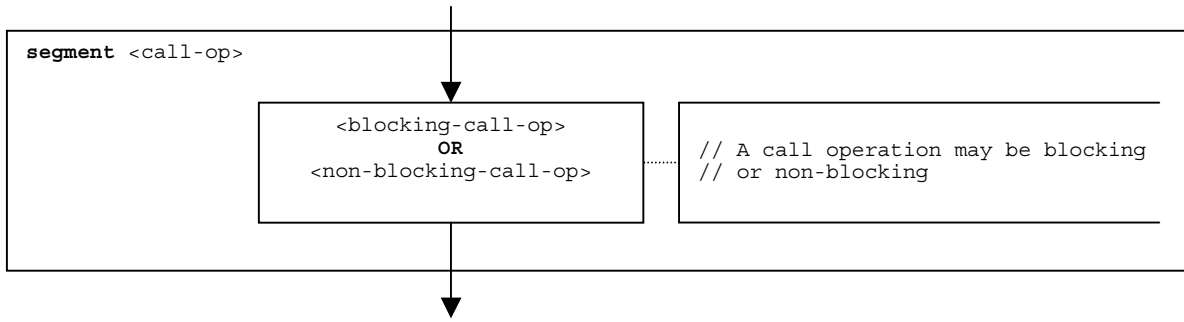 segment <call-op>
<blocking-call-op>
OR
<non-blocking-call-op>
// A call operation may be blocking
// or non-blocking